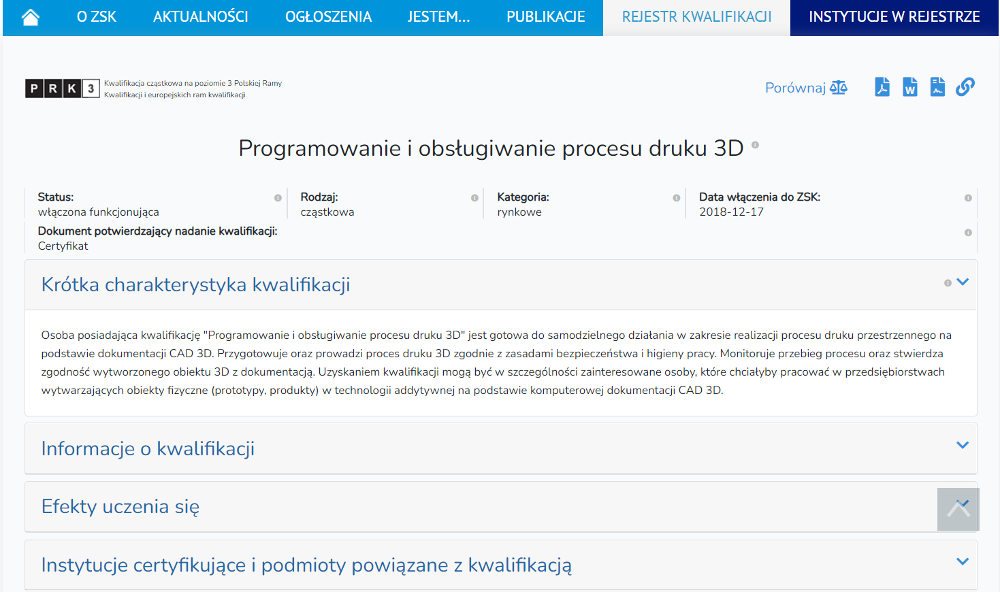 O ZSK AKTUALNOŚCI OGŁOSZENIA JESTEM... PUBLIKACJE REJESTR KWALIFIKACJI INSTYTUCJE W REJESTRZE
P R K 3
Kwalifikacja cząstkowa na poziomie 3 Polskiej Ramy
Kwalifikacji i europejskich ram kwalifikacji
Porównaj
Programowanie i obsługiwanie procesu druku 3D
Status:
włączona funkcjonująca
Rodzaj:
cząstkowa
Kategoria:
rynkowe
Data włączenia do ZSK:
2018-12-17
Dokument potwierdzający nadanie kwalifikacji:
Certyfikat
Krótka charakterystyka kwalifikacji
Osoba posiadająca kwalifikację "Programowanie i obsługiwanie procesu druku 3D" jest gotowa do samodzielnego działania w zakresie realizacji procesu druku przestrzennego na
podstawie dokumentacji CAD 3D. Przygotowuje oraz prowadzi proces druku 3D zgodnie z zasadami bezpieczeństwa i higieny pracy. Monitoruje przebieg procesu oraz stwierdza
zgodność wytworzonego obiektu 3D z dokumentacją. Uzyskaniem kwalifikacji mogą być w szczególności zainteresowane osoby, które chciałyby pracować w przedsiębiorstwach
wytwarzających obiekty fizyczne (prototypy, produkty) w technologii addytywnej na podstawie komputerowej dokumentacji CAD 3D.
Informacje o kwalifikacji
Efekty uczenia się
Instytucje certyfikujące i podmioty powiązane z kwalifikacją